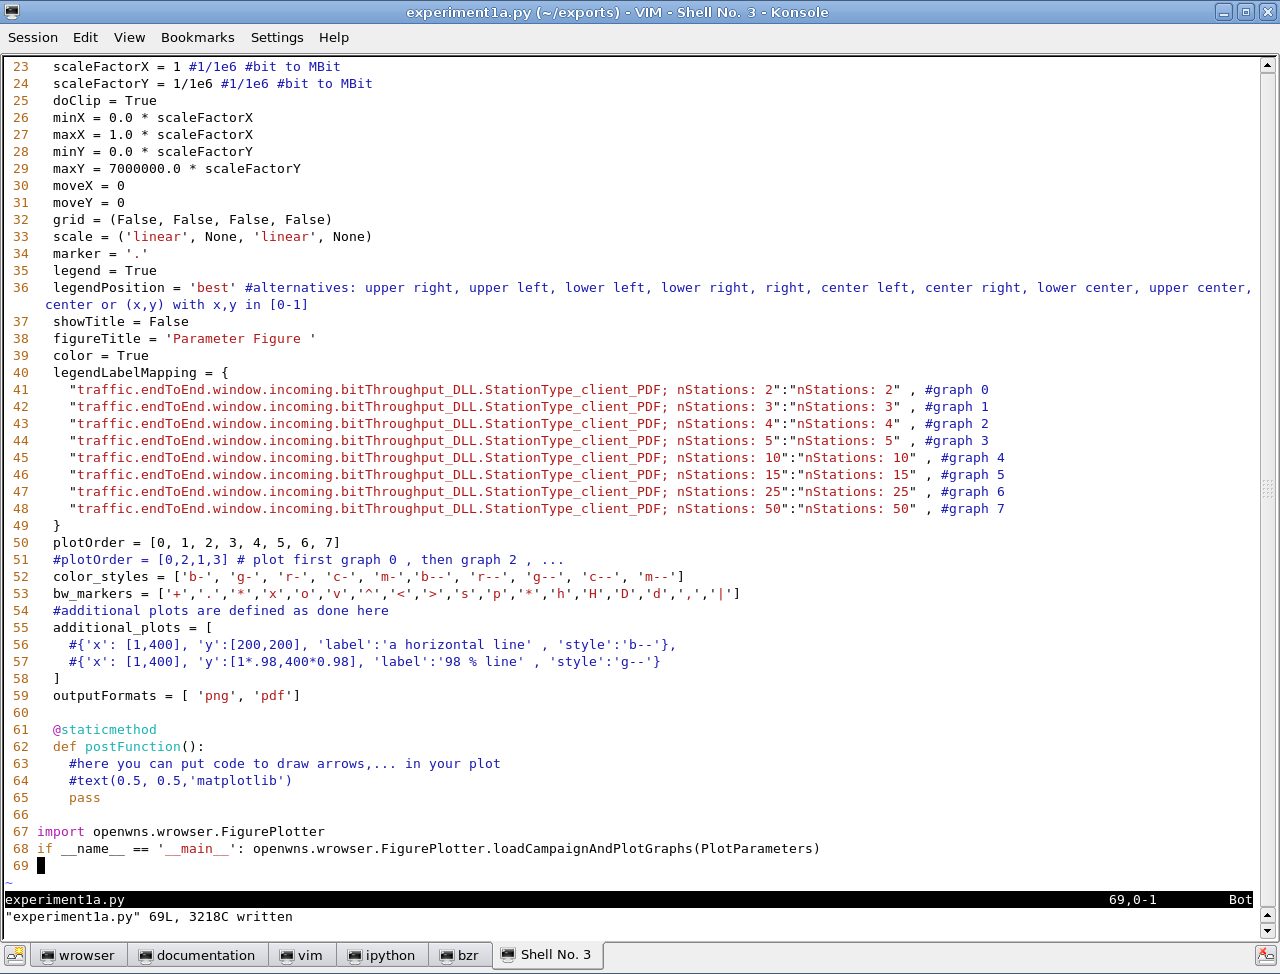 experiment1a.py (~/exports) - VIM - Shell No. 3 - Konsole
Session Edit View Bookmarks Settings Help
23   scaleFactorX = 1 #1/1e6 #bit to MBit
24   scaleFactorY = 1/1e6 #1/1e6 #bit to MBit
25   doClip = True
26   minX = 0.0 * scaleFactorX
27   maxX = 1.0 * scaleFactorX
28   minY = 0.0 * scaleFactorY
29   maxY = 7000000.0 * scaleFactorY
30   moveX = 0
31   moveY = 0
32   grid = (False, False, False, False)
33   scale = ('linear', None, 'linear', None)
34   marker = '.'
35   legend = True
36   legendPosition = 'best' #alternatives: upper right, upper left, lower left, lower right, right, center left, center right, lower center, upper center,
center or (x,y) with x,y in [0-1]
37   showTitle = False
38   figureTitle = 'Parameter Figure '
39   color = True
40   legendLabelMapping = {
41     "traffic.endToEnd.window.incoming.bitThroughput_DLL.StationType_client_PDF; nStations: 2":"nStations: 2" , #graph 0
42     "traffic.endToEnd.window.incoming.bitThroughput_DLL.StationType_client_PDF; nStations: 3":"nStations: 3" , #graph 1
43     "traffic.endToEnd.window.incoming.bitThroughput_DLL.StationType_client_PDF; nStations: 4":"nStations: 4" , #graph 2
44     "traffic.endToEnd.window.incoming.bitThroughput_DLL.StationType_client_PDF; nStations: 5":"nStations: 5" , #graph 3
45     "traffic.endToEnd.window.incoming.bitThroughput_DLL.StationType_client_PDF; nStations: 10":"nStations: 10" , #graph 4
46     "traffic.endToEnd.window.incoming.bitThroughput_DLL.StationType_client_PDF; nStations: 15":"nStations: 15" , #graph 5
47     "traffic.endToEnd.window.incoming.bitThroughput_DLL.StationType_client_PDF; nStations: 25":"nStations: 25" , #graph 6
48     "traffic.endToEnd.window.incoming.bitThroughput_DLL.StationType_client_PDF; nStations: 50":"nStations: 50" , #graph 7
49   }
50   plotOrder = [0, 1, 2, 3, 4, 5, 6, 7]
51   #plotOrder = [0,2,1,3] # plot first graph 0 , then graph 2 , ...
52   color_styles = ['b-', 'g-', 'r-', 'c-', 'm-','b--', 'r--', 'g--', 'c--', 'm--']
53   bw_markers = ['+','.','*','x','o','v','^','<','>','s','p','*','h','H','D','d',',','|']
54   #additional plots are defined as done here
55   additional_plots = [
56     #{'x': [1,400], 'y':[200,200], 'label':'a horizontal line' , 'style':'b--'},
57     #{'x': [1,400], 'y':[1*.98,400*0.98], 'label':'98 % line' , 'style':'g--'}
58   ]
59   outputFormats = [ 'png', 'pdf']
60
61   @staticmethod
62   def postFunction():
63     #here you can put code to draw arrows,... in your plot
64     #text(0.5, 0.5,'matplotlib')
65     pass
66
67 import openwns.wrowser.FigurePlotter
68 if __name__ == '__main__': openwns.wrowser.FigurePlotter.loadCampaignAndPlotGraphs(PlotParameters)
69
~
experiment1a.py 69,0-1 Bot
"experiment1a.py" 69L, 3218C written
wrowser documentation vim ipython bzr Shell No. 3